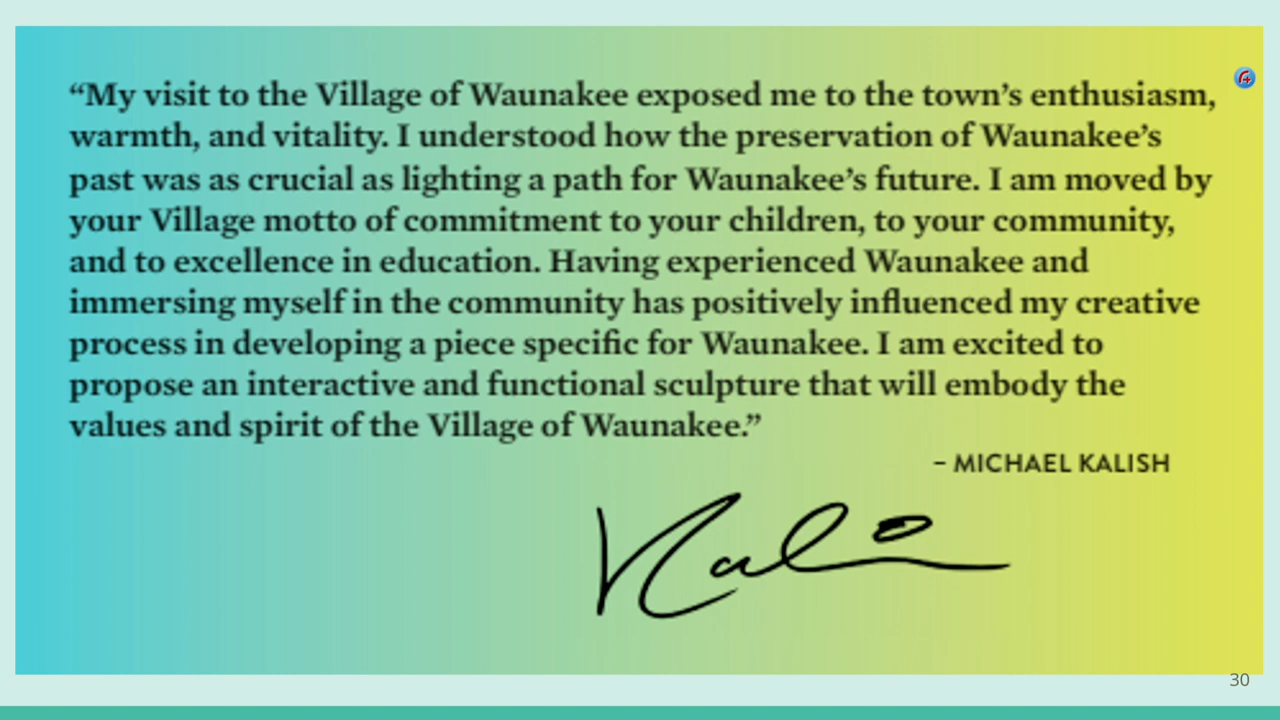 “My visit to the Village of Waunakee exposed me to the town’s enthusiasm,
warmth, and vitality. I understood how the preservation of Waunakee’s
past was as crucial as lighting a path for Waunakee’s future. I am moved by
your Village motto of commitment to your children, to your community,
and to excellence in education. Having experienced Waunakee and
immersing myself in the community has positively influenced my creative
process in developing a piece specific for Waunakee. I am excited to
propose an interactive and functional sculpture that will embody the
values and spirit of the Village of Waunakee.”
– MICHAEL KALISH
30